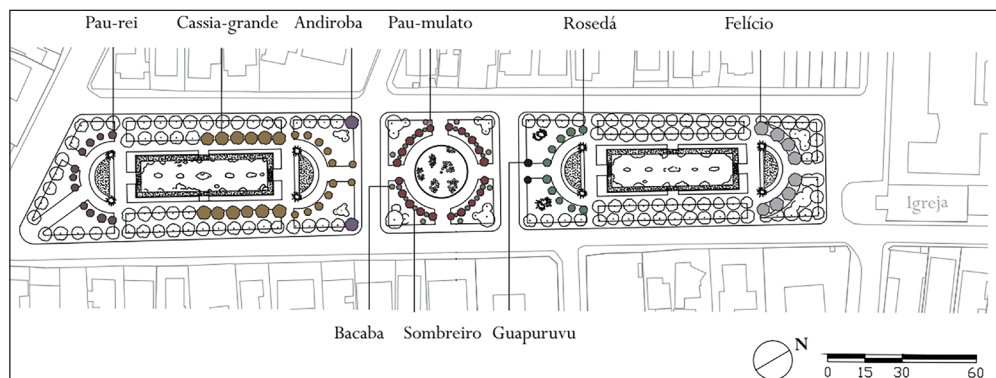 Pau-rei Cassia-grande Andiroba Pau-mulato Rosedá Felício
Igreja
Bacaba Sombreiro Guapuruvu
N
0 15 30 60